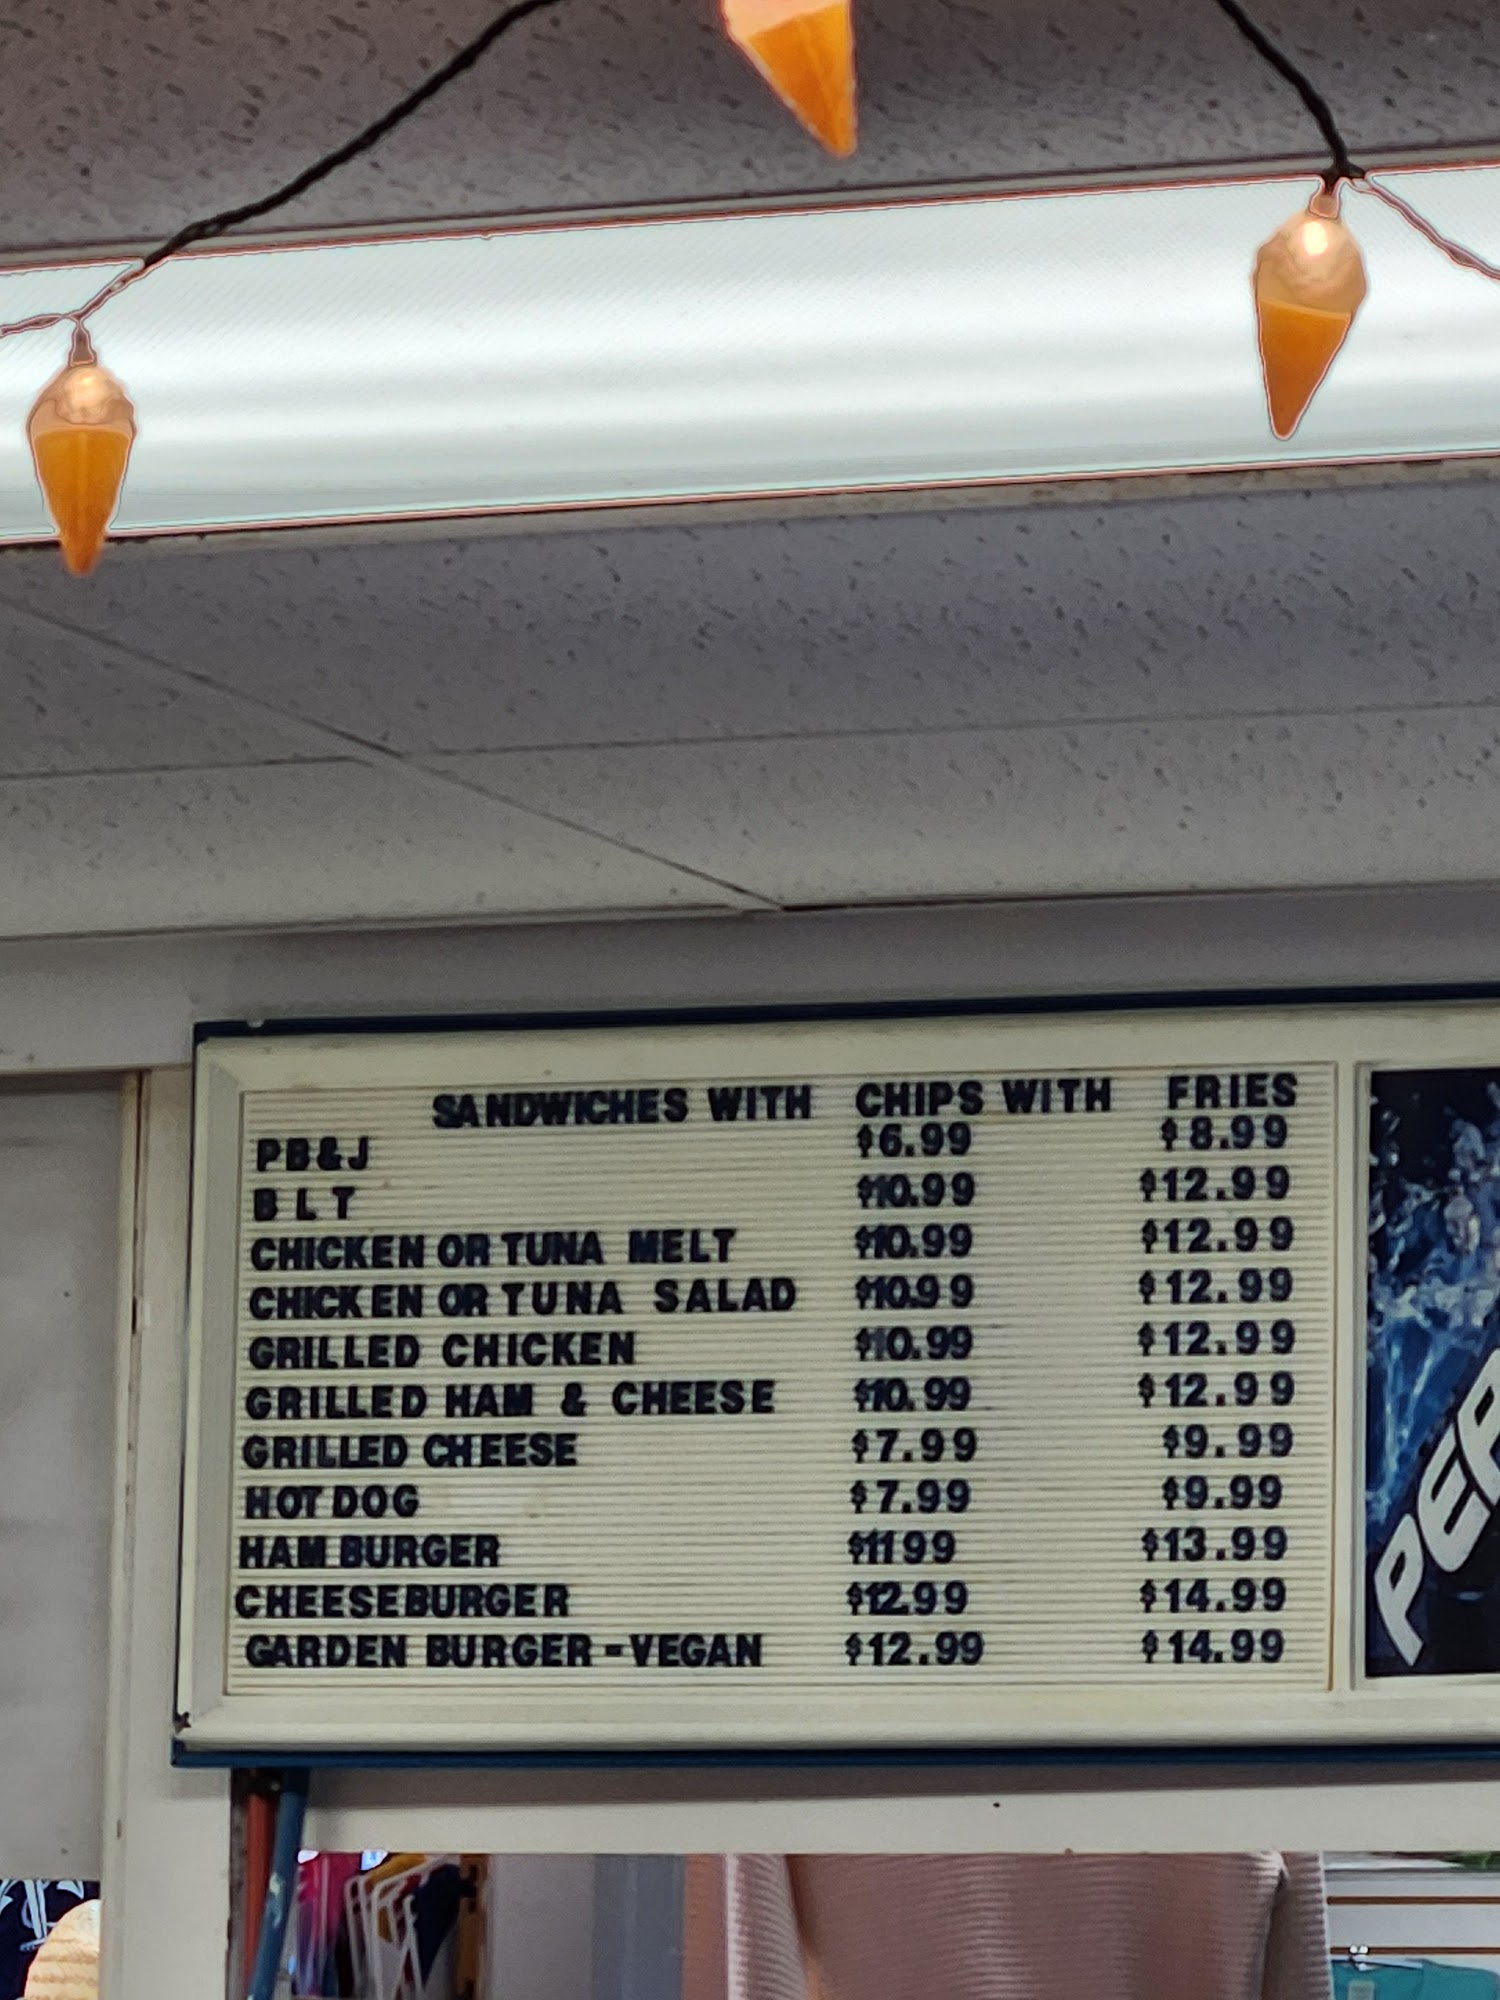 SANDWICHES WITH CHIPS WITH FRIES
PB&J $6.99 $8.99
BLT $10.99 $12.99
CHICKEN OR TUNA MELT $10.99 $12.99
CHICKEN OR TUNA SALAD $10.99 $12.99
GRILLED CHICKEN $10.99 $12.99
GRILLED HAM & CHEESE $10.99 $12.99
GRILLED CHEESE $7.99 $9.99
HOT DOG $7.99 $9.99
HAM BURGER $11 99 $13.99
CHEESEBURGER $12.99 $14.99
GARDEN BURGER-VEGAN $12.99 $14.99